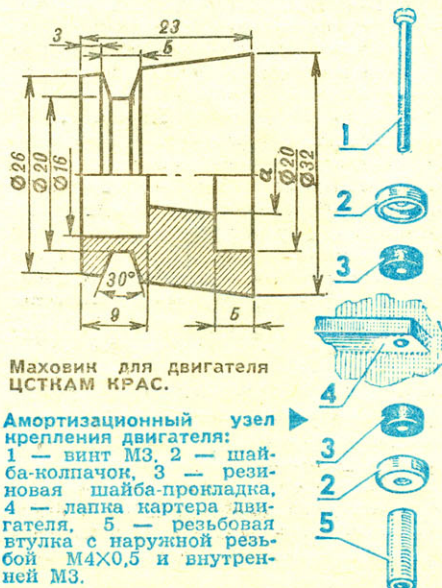 23
3
5
Ø26
Ø20
Ø16
a
Ø20
Ø32
30°
9
5
Маховик для двигателя
ЦСТКАМ КРАС.
Амортизационный узел
крепления двигателя:
1 — винт М3, 2 — шай-
ба-колпачок, 3 — рези-
новая шайба-прокладка,
4 — лапка картера дви-
гателя, 5 — резьбовая
втулка с наружной резь-
бой М4Х0,5 и внутрен-
ней М3.
1
2
3
4
3
2
5